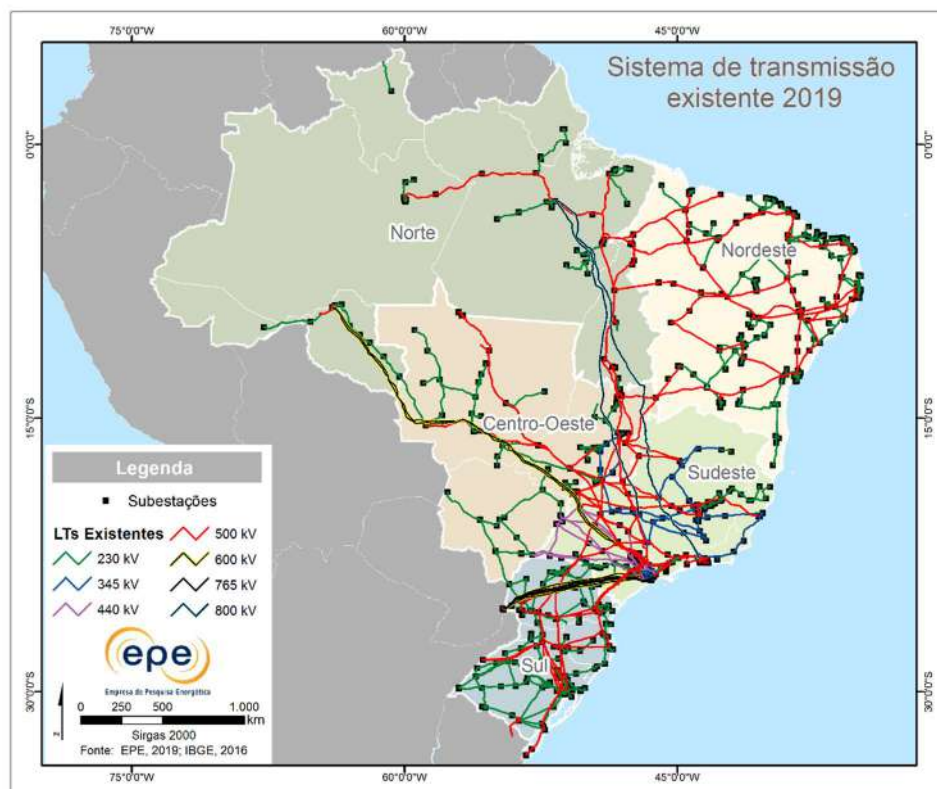 75°0'0"W
60°0'0"W
45°0'0"W
Sistema de transmissão
existente 2019
0°0'0"
0°0'0"
Norte
Nordeste
15°0'0"S
15°0'0"S
Centro-Oeste
Sudeste
Legenda
Subestações
LTs Existentes
230 kV
345 kV
440 kV
500 kV
600 kV
765 kV
800 kV
epe
Empresa de Pesquisa Energética
Sul
30°0'0"S
30°0'0"S
0 250 500 1.000
km
Sirgas 2000
Fonte: EPE, 2019; IBGE, 2016
z
75°0'0"W
60°0'0"W
45°0'0"W